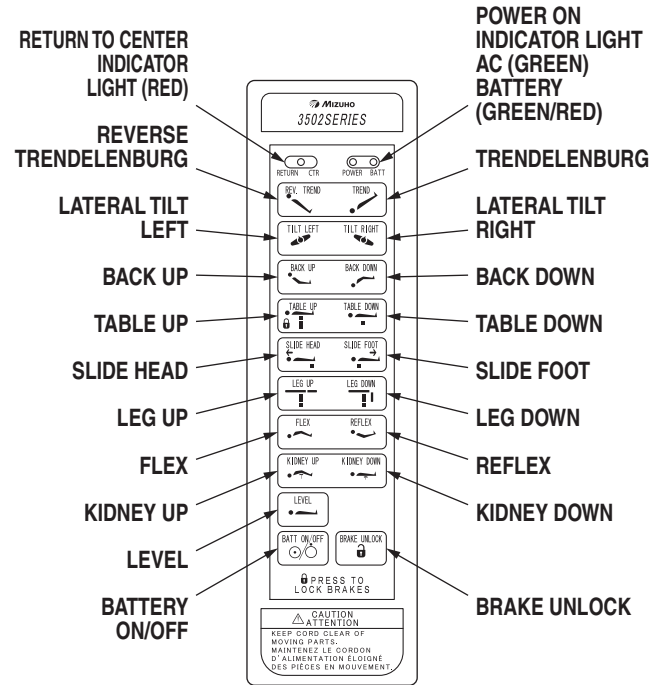 RETURN TO CENTER
INDICATOR
LIGHT (RED)
POWER ON
INDICATOR LIGHT
AC (GREEN)
BATTERY
(GREEN/RED)
REVERSE
TRENDELENBURG
TRENDELENBURG
LATERAL TILT
LEFT
LATERAL TILT
RIGHT
BACK UP
BACK DOWN
TABLE UP
TABLE DOWN
SLIDE HEAD
SLIDE FOOT
LEG UP
LEG DOWN
FLEX
REFLEX
KIDNEY UP
KIDNEY DOWN
LEVEL
BATTERY
ON/OFF
BRAKE UNLOCK
MIZUHO
3502SERIES
RETURN CTR
POWER BATT
REV. TREND
TREND
TILT LEFT
TILT RIGHT
BACK UP
BACK DOWN
TABLE UP
TABLE DOWN
SLIDE HEAD
SLIDE FOOT
LEG UP
LEG DOWN
FLEX
REFLEX
KIDNEY UP
KIDNEY DOWN
LEVEL
BATT ON/OFF
BRAKE UNLOCK
PRESS TO
LOCK BRAKES
CAUTION
ATTENTION
KEEP CORD CLEAR OF
MOVING PARTS.
MAINTENEZ LE CORDON
D'ALIMENTATION ÉLOIGNÉ
DES PIÈCES EN MOUVEMENT.